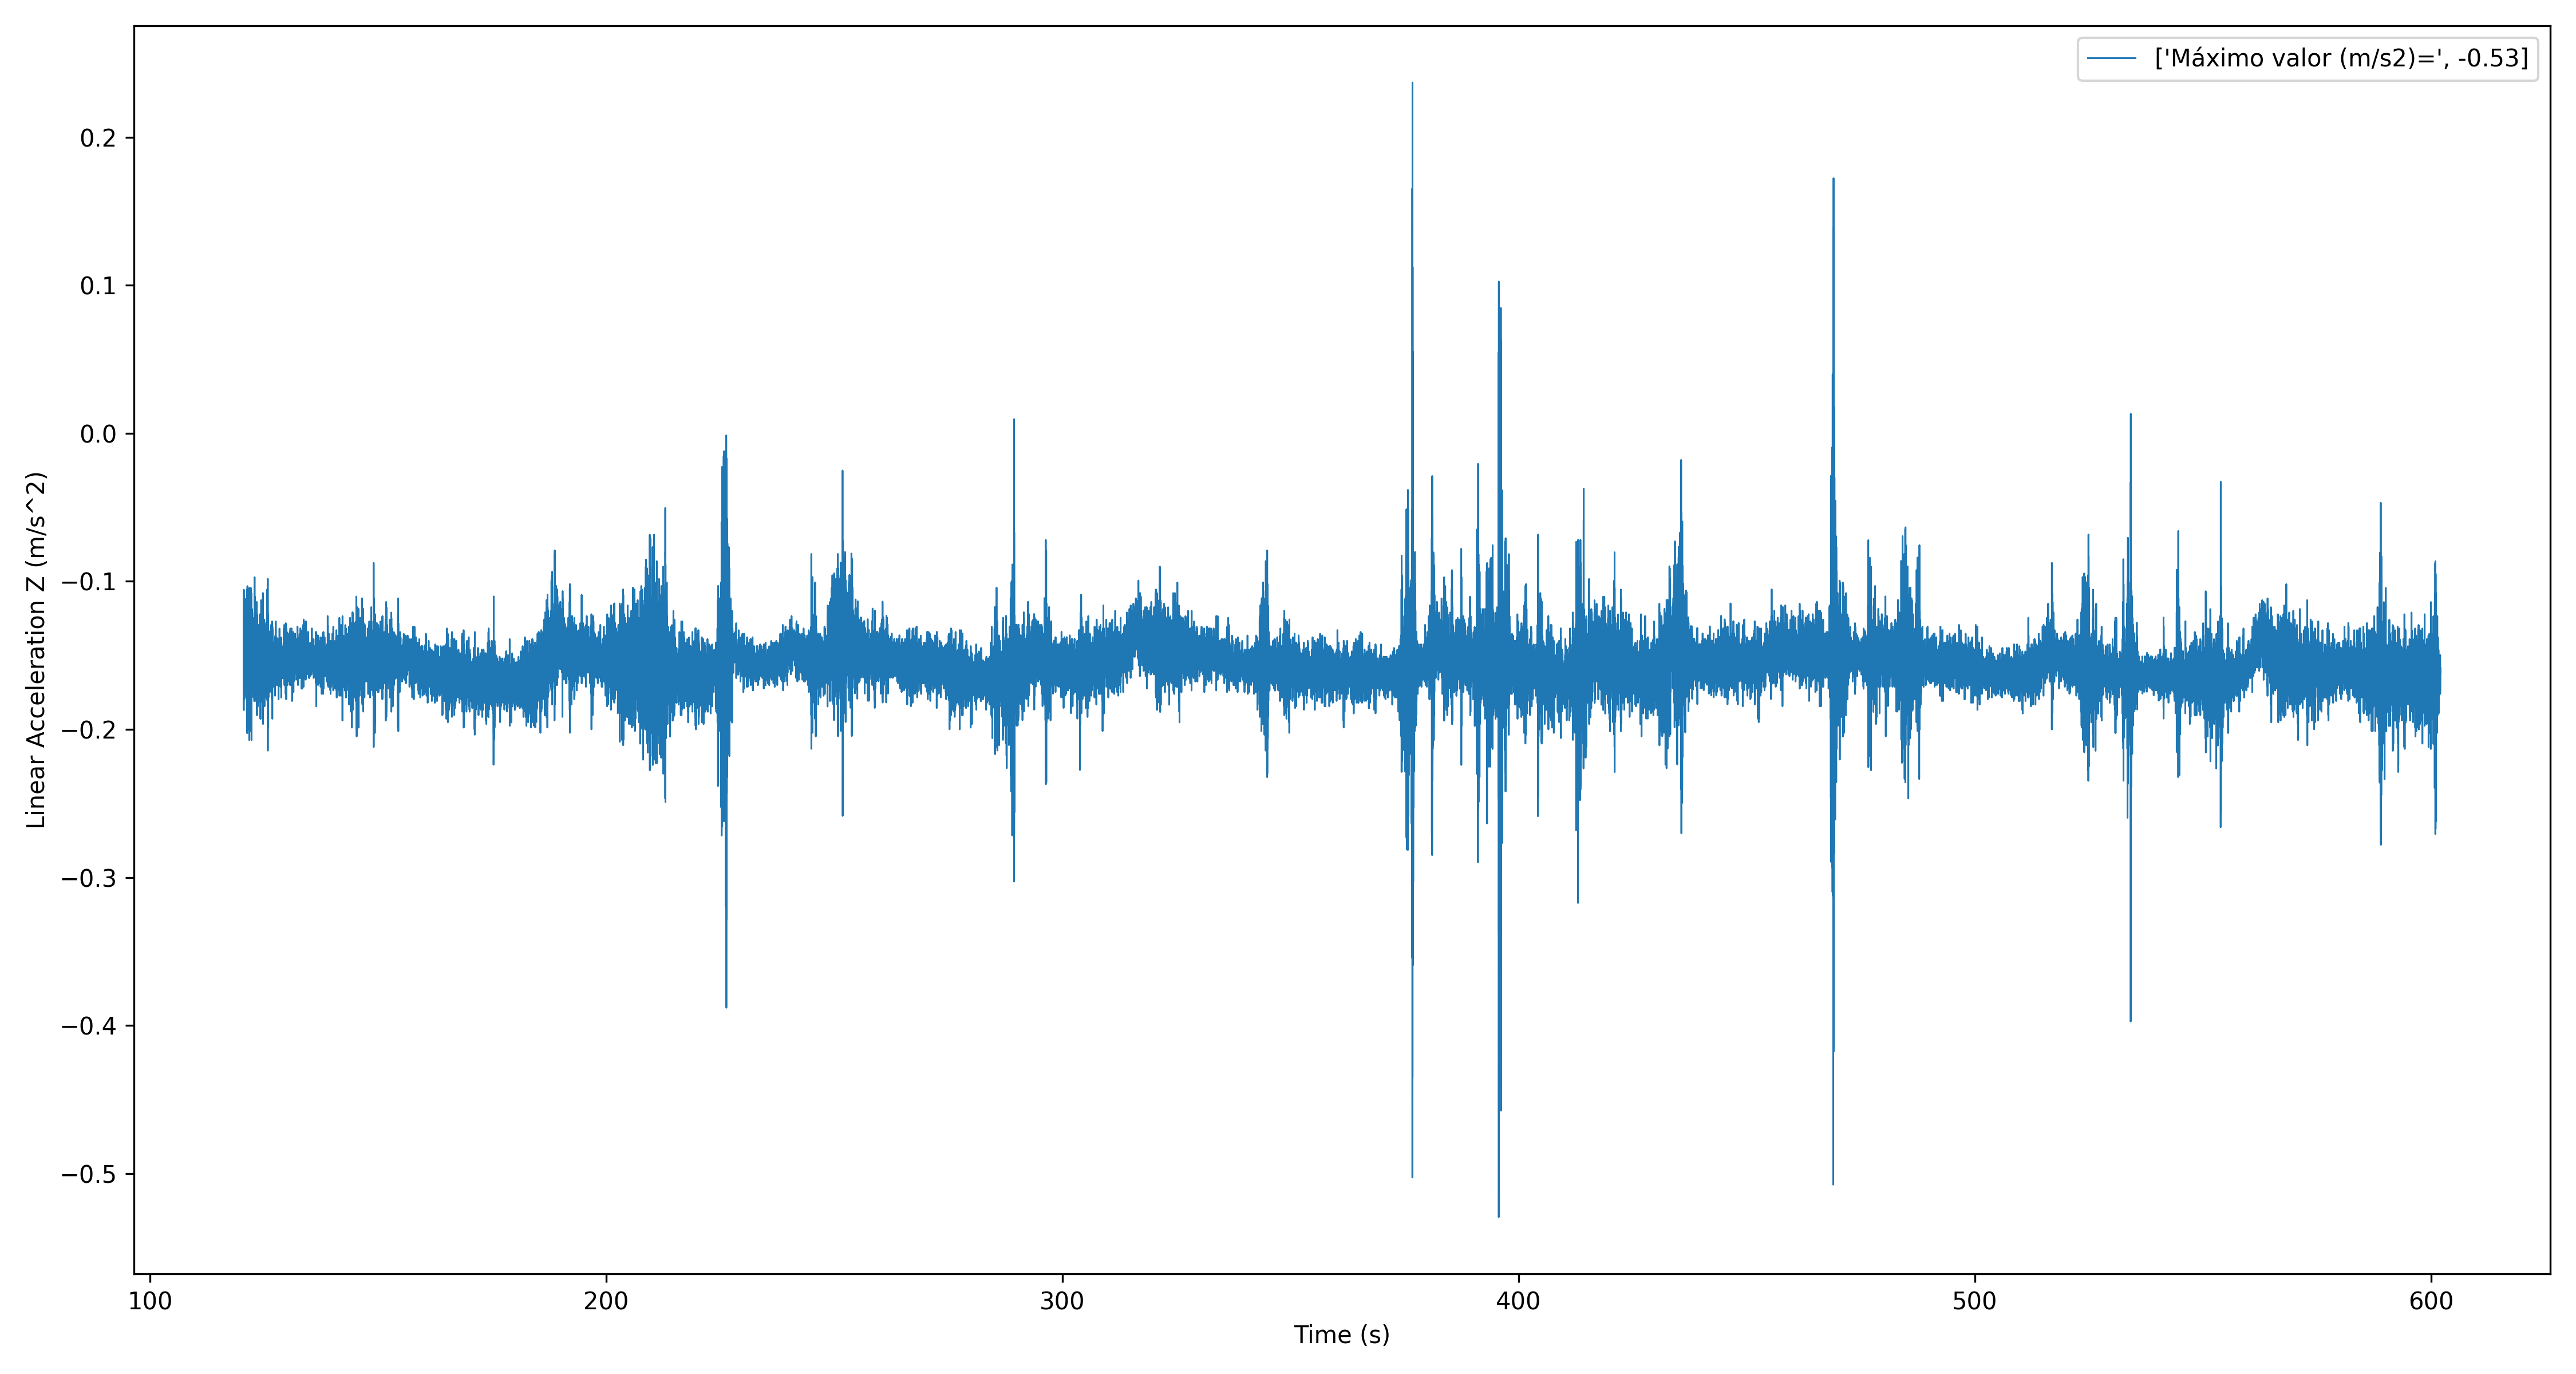 ['Máximo valor (m/s2)=', -0.53]
Linear Acceleration Z (m/s^2)
0.2
0.1
0.0
−0.1
−0.2
−0.3
−0.4
−0.5
100 200 300 400 500 600
Time (s)